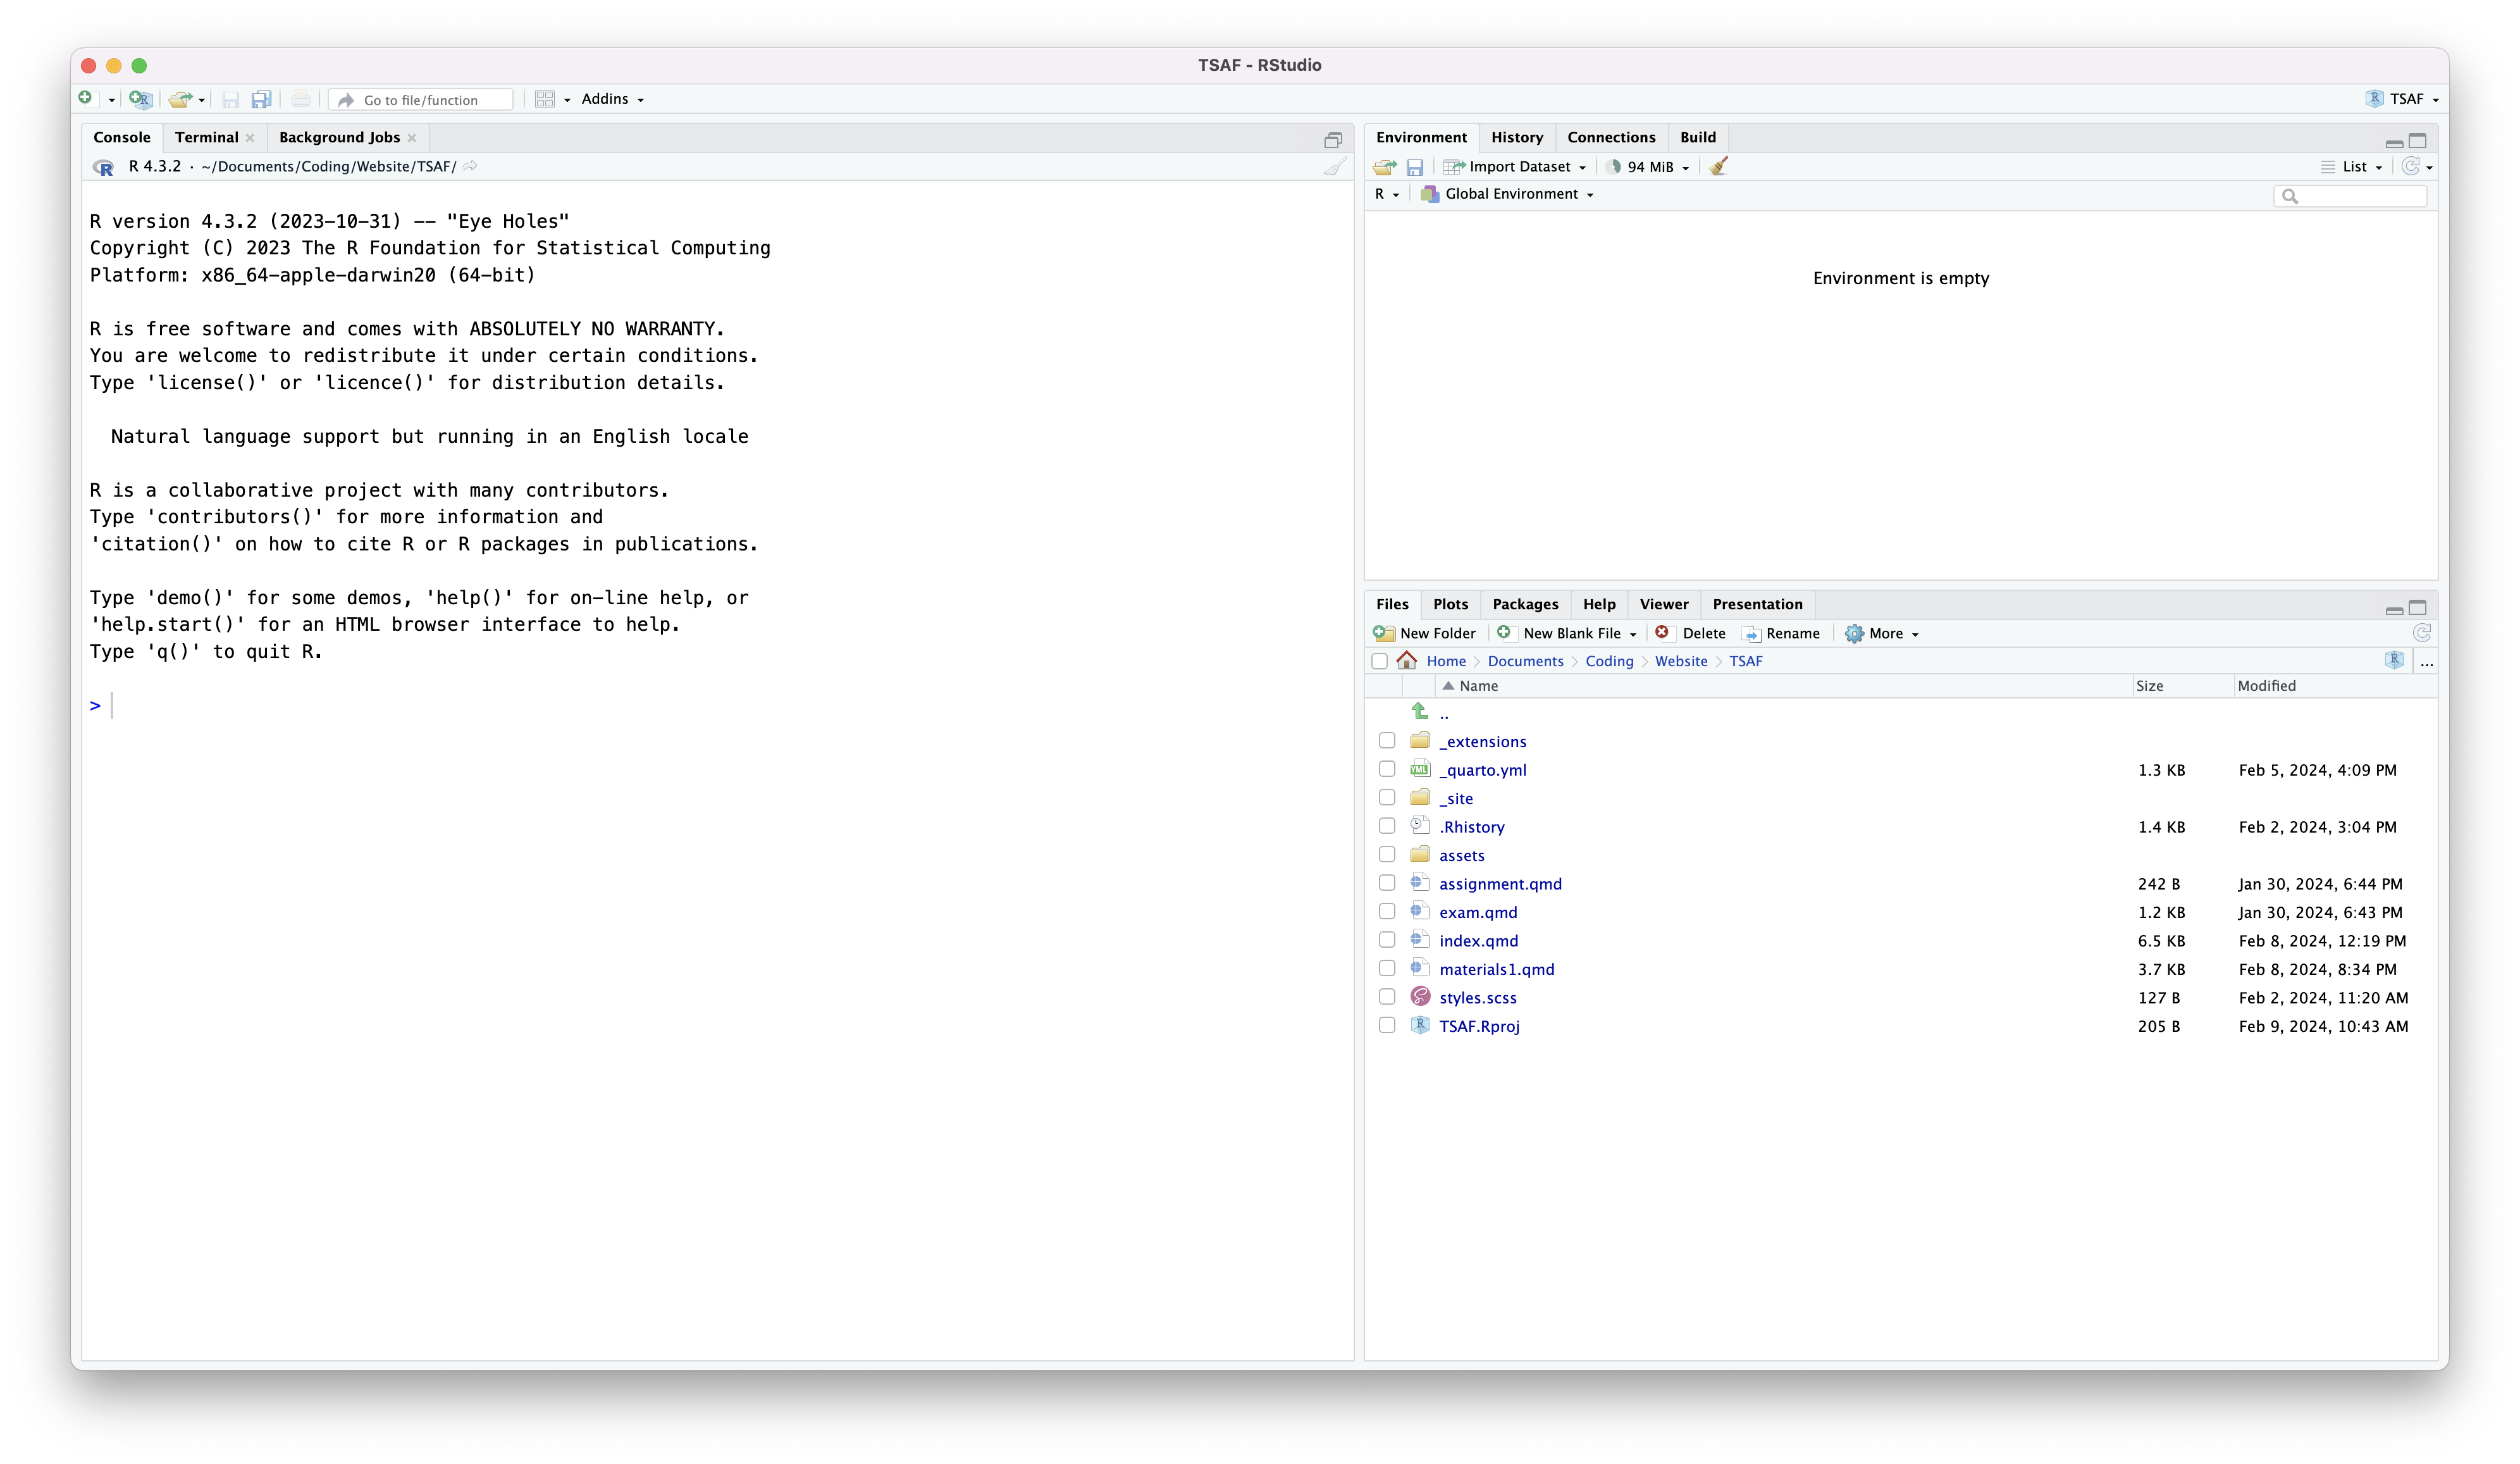 TSAF - RStudio
Go to file/function
Addins
TSAF
Console Terminal Background Jobs
R 4.3.2 · ~/Documents/Coding/Website/TSAF/
R version 4.3.2 (2023-10-31) -- "Eye Holes"
Copyright (C) 2023 The R Foundation for Statistical Computing
Platform: x86_64-apple-darwin20 (64-bit)
R is free software and comes with ABSOLUTELY NO WARRANTY.
You are welcome to redistribute it under certain conditions.
Type 'license()' or 'licence()' for distribution details.
Natural language support but running in an English locale
R is a collaborative project with many contributors.
Type 'contributors()' for more information and
'citation()' on how to cite R or R packages in publications.
Type 'demo()' for some demos, 'help()' for on-line help, or
'help.start()' for an HTML browser interface to help.
Type 'q()' to quit R.
>
Environment History Connections Build
Import Dataset 94 MiB List
R Global Environment
Environment is empty
Files Plots Packages Help Viewer Presentation
New Folder New Blank File Delete Rename More
Home Documents Coding Website TSAF ...
Name Size Modified
..
_extensions
_quarto.yml 1.3 KB Feb 5, 2024, 4:09 PM
_site
.Rhistory 1.4 KB Feb 2, 2024, 3:04 PM
assets
assignment.qmd 242 B Jan 30, 2024, 6:44 PM
exam.qmd 1.2 KB Jan 30, 2024, 6:43 PM
index.qmd 6.5 KB Feb 8, 2024, 12:19 PM
materials1.qmd 3.7 KB Feb 8, 2024, 8:34 PM
styles.scss 127 B Feb 2, 2024, 11:20 AM
TSAF.Rproj 205 B Feb 9, 2024, 10:43 AM